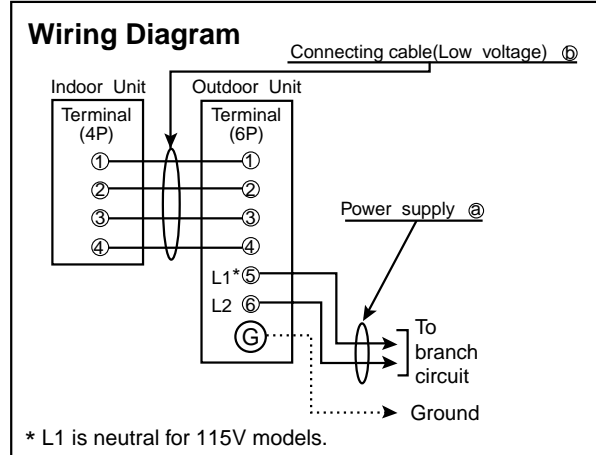 Wiring Diagram
Connecting cable(Low voltage) ⓑ
Indoor Unit
Outdoor Unit
Terminal
(4P)
Terminal
(6P)
① ①
② ②
③ ③
④ ④
Power supply ⓐ
L1*⑤
L2 ⑥
Ⓖ
To
branch
circuit
Ground
* L1 is neutral for 115V models.